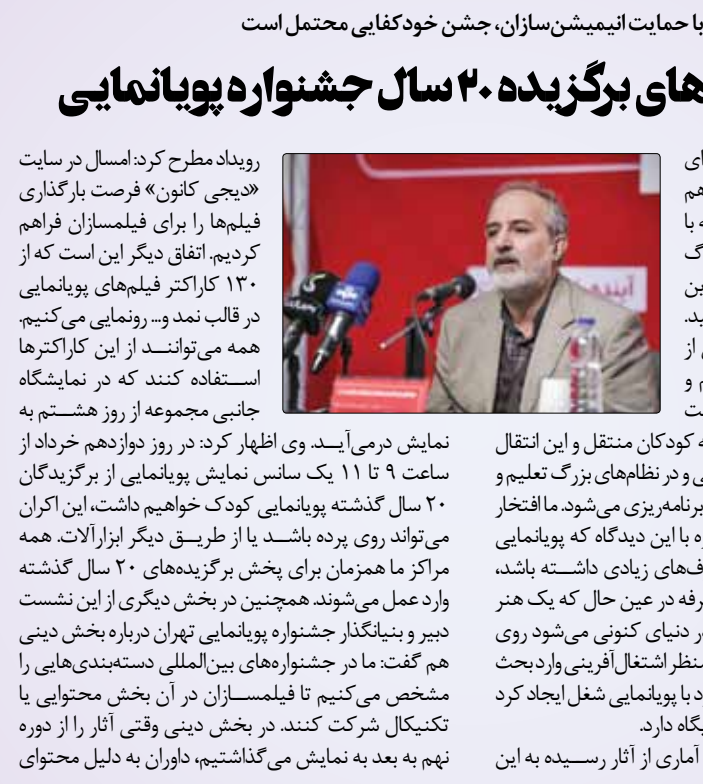 با حمایت انیمیشن‌سازان، جشن خودکفایی محتمل است
های برگزیده ۲۰ سال جشنواره پویانمایی
ای
هم
ه با
گ
ین
ید.
ی از
م و
ت
ه کودکان منتقل و این انتقال
ی و در نظام‌های بزرگ تعلیم و
برنامه‌ریزی می‌شود. ما افتخار
ه با این دیدگاه که پویانمایی
ف‌های زیادی داشته باشد،
رفه در عین حال که یک هنر
ر دنیای کنونی می‌شود روی
منظر اشتغال‌آفرینی وارد بحث
د با پویانمایی شغل ایجاد کرد
یگاه دارد.
آماری از آثار رسیده به این
رویداد مطرح کرد: امسال در سایت
«دیجی کانون» فرصت بارگذاری
فیلم‌ها را برای فیلمسازان فراهم
کردیم. اتفاق دیگر این است که از
۱۳۰ کاراکتر فیلم‌های پویانمایی
در قالب نمد و... رونمایی می‌کنیم.
همه می‌توانند از این کاراکترها
استفاده کنند که در نمایشگاه
جانبی مجموعه از روز هشتم به
نمایش درمی‌آید. وی اظهار کرد: در روز دوازدهم خرداد از
ساعت ۹ تا ۱۱ یک سانس نمایش پویانمایی از برگزیدگان
۲۰ سال گذشته پویانمایی کودک خواهیم داشت، این اکران
می‌تواند روی پرده باشد یا از طریق دیگر ابزارآلات. همه
مراکز ما همزمان برای پخش برگزیده‌های ۲۰ سال گذشته
وارد عمل می‌شوند. همچنین در بخش دیگری از این نشست
دبیر و بنیانگذار جشنواره پویانمایی تهران درباره بخش دینی
هم گفت: ما در جشنواره‌های بین‌المللی دسته‌بندی‌هایی را
مشخص می‌کنیم تا فیلمسازان در آن بخش محتوایی یا
تکنیکال شرکت کنند. در بخش دینی وقتی آثار را از دوره
نهم به بعد به نمایش می‌گذاشتیم، داوران به دلیل محتوای